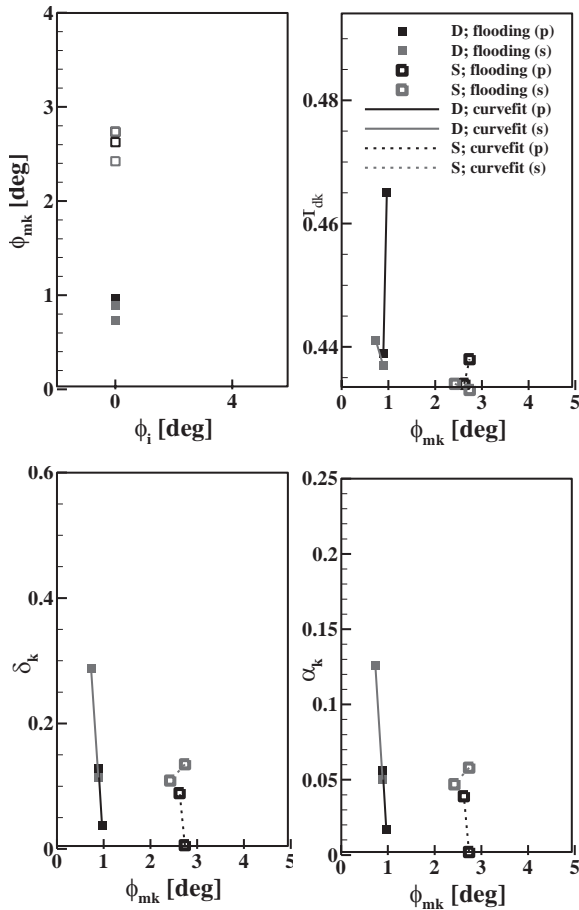 4
3
2
1
0
ϕmk [deg]
0
4
ϕi [deg]
D; flooding (p)
D; flooding (s)
S; flooding (p)
S; flooding (s)
D; curvefit (p)
D; curvefit (s)
S; curvefit (p)
S; curvefit (s)
0.48
0.46
0.44
0
1
2
3
4
5
ϕmk [deg]
0.6
0.4
0.2
0
δk
0
1
2
3
4
5
ϕmk [deg]
0.25
0.2
0.15
0.1
0.05
0
αk
0
1
2
3
4
5
ϕmk [deg]